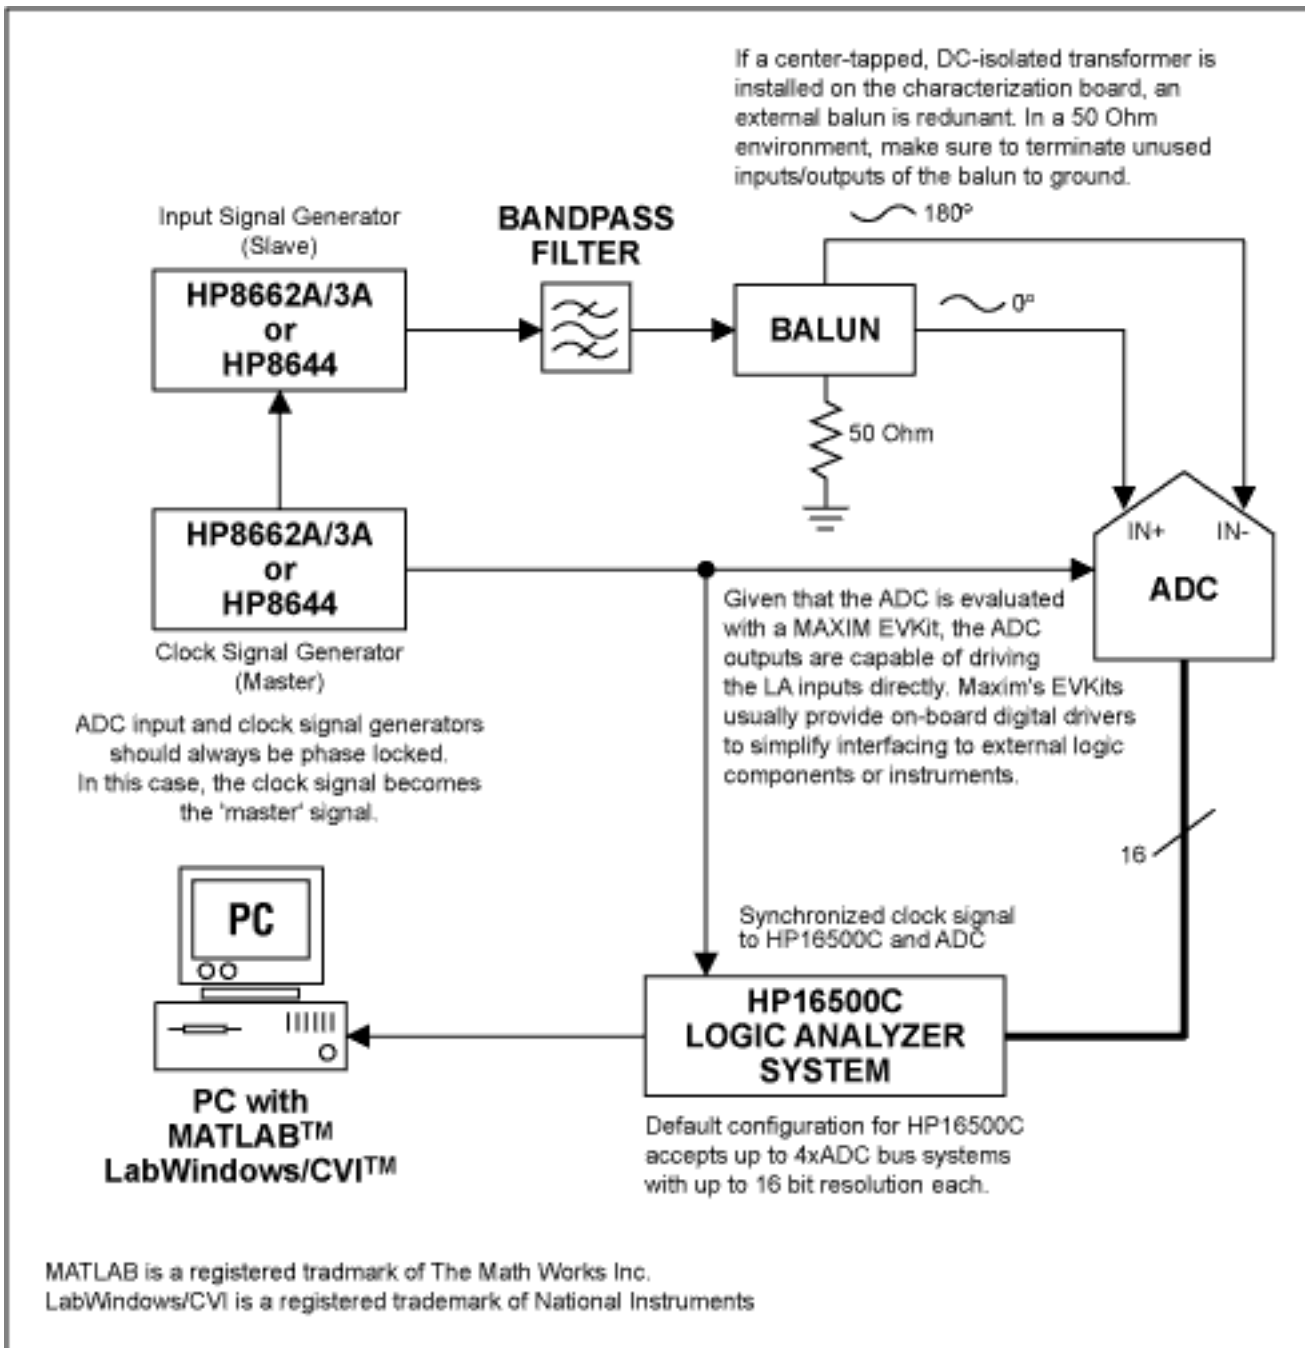 If a center-tapped, DC-isolated transformer is
installed on the characterization board, an
external balun is redunant. In a 50 Ohm
environment, make sure to terminate unused
inputs/outputs of the balun to ground.
180º
Input Signal Generator
(Slave)
HP8662A/3A
or
HP8644
BANDPASS
FILTER
BALUN
0º
50 Ohm
HP8662A/3A
or
HP8644
Clock Signal Generator
(Master)
ADC input and clock signal generators
should always be phase locked.
In this case, the clock signal becomes
the 'master' signal.
IN+
IN-
ADC
Given that the ADC is evaluated
with a MAXIM EVKit, the ADC
outputs are capable of driving
the LA inputs directly. Maxim's EVKits
usually provide on-board digital drivers
to simplify interfacing to external logic
components or instruments.
16
Synchronized clock signal
to HP16500C and ADC
PC
HP16500C
LOGIC ANALYZER
SYSTEM
PC with
MATLAB™
LabWindows/CVI™
Default configuration for HP16500C
accepts up to 4xADC bus systems
with up to 16 bit resolution each.
MATLAB is a registered tradmark of The Math Works Inc.
LabWindows/CVI is a registered trademark of National Instruments